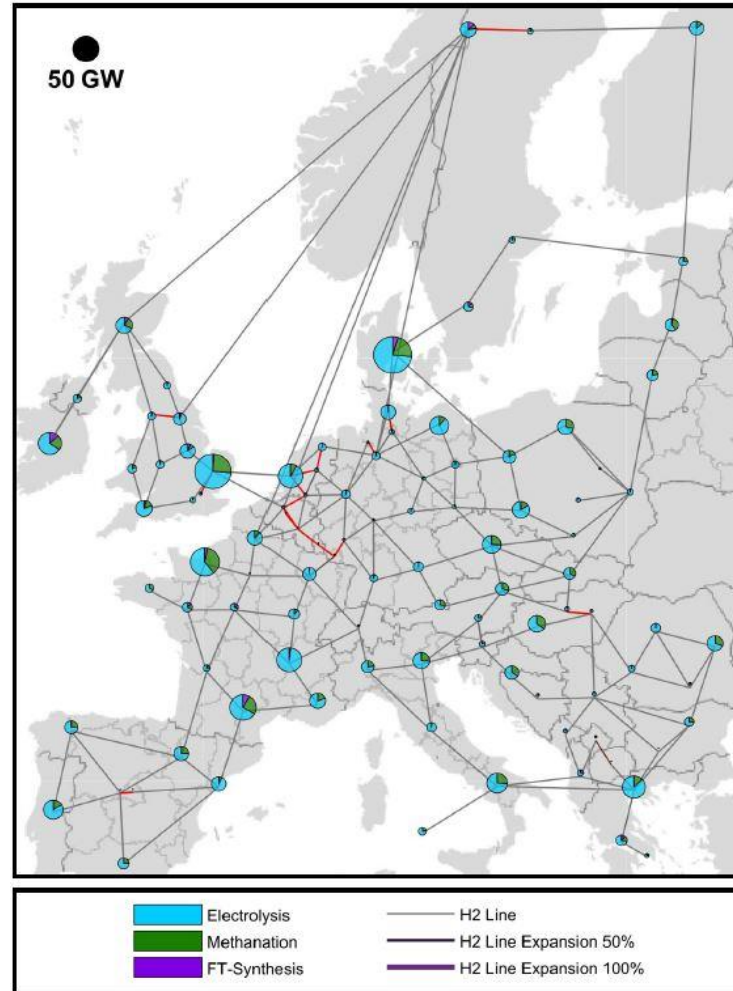 50 GW
Electrolysis
Methanation
FT-Synthesis
H2 Line
H2 Line Expansion 50%
H2 Line Expansion 100%